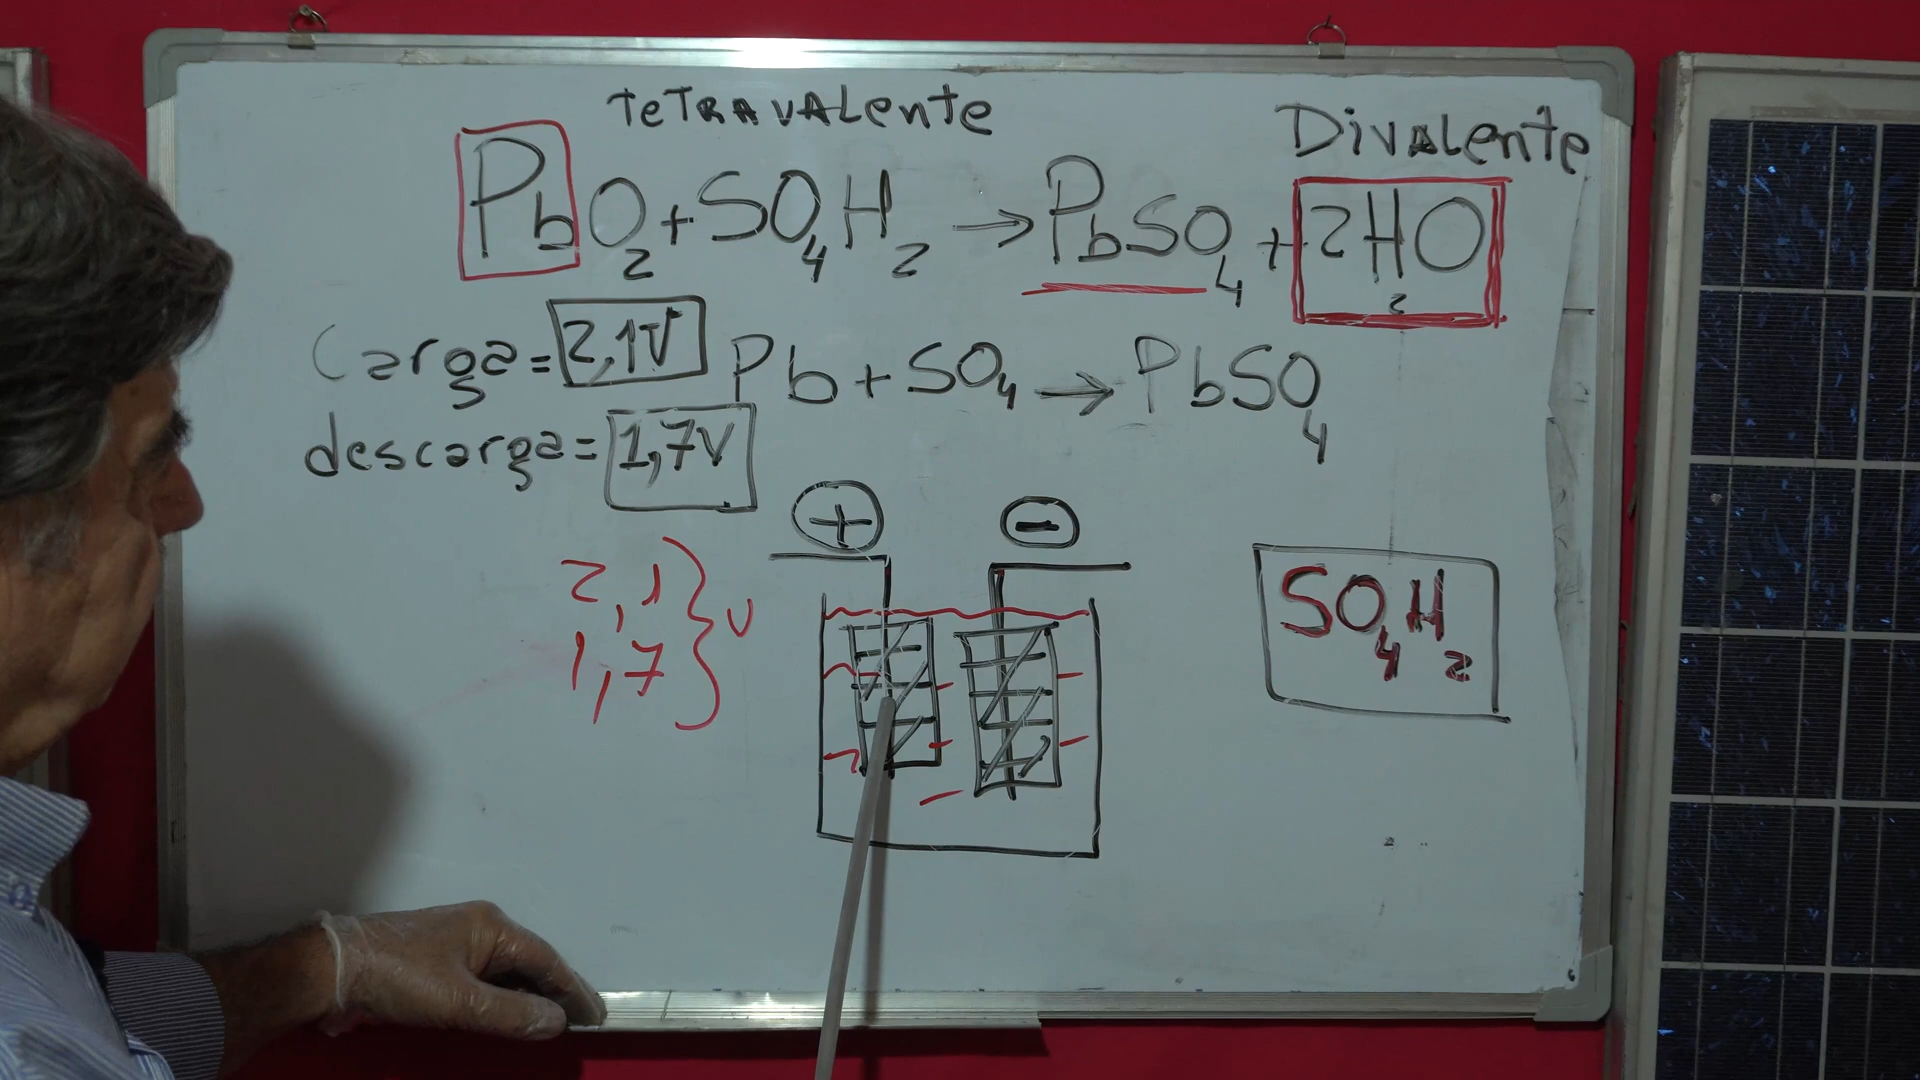 TeTRAVALente
Divalente
PbO₂+SO₄H₂→PbSO₄+2H₂O
Carga=2,1V
Pb+SO₄→PbSO₄
descarga=1,7V
+ -
2,1
1,7 } V
SO₄H₂